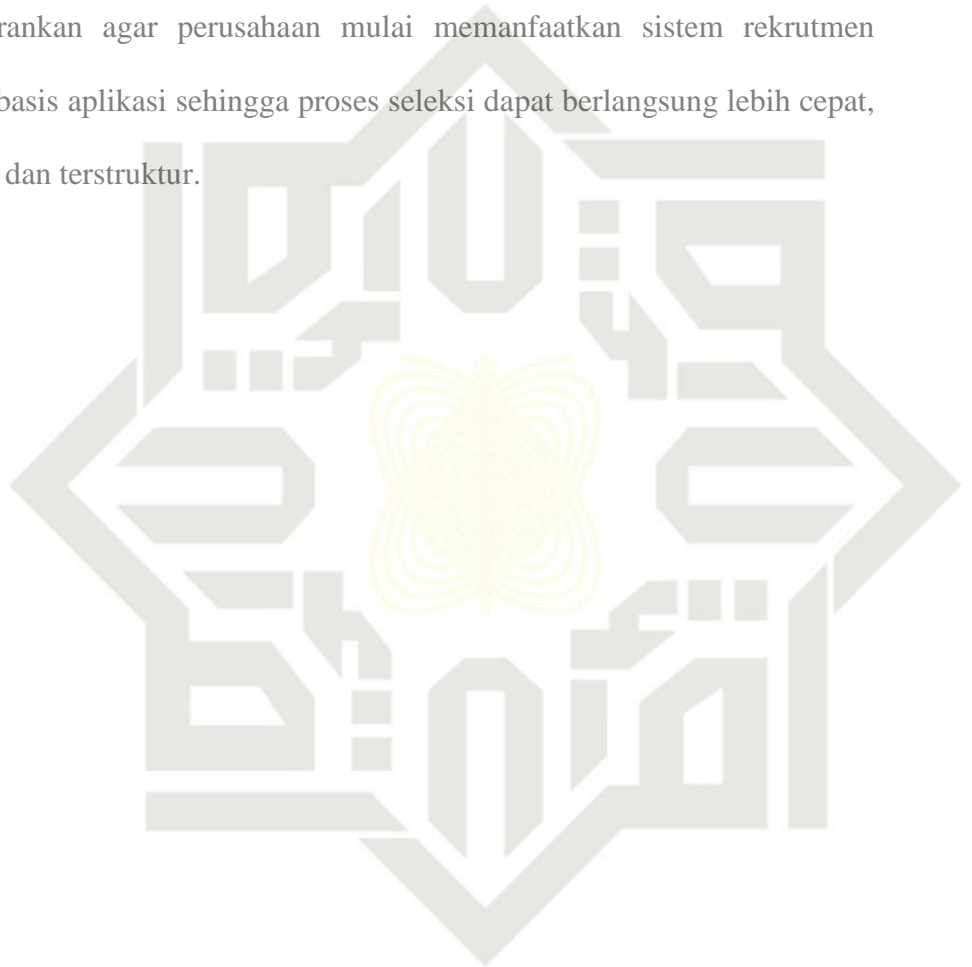 rankan agar perusahaan mulai memanfaatkan sistem rekrutmen
basis aplikasi sehingga proses seleksi dapat berlangsung lebih cepat,
dan terstruktur.